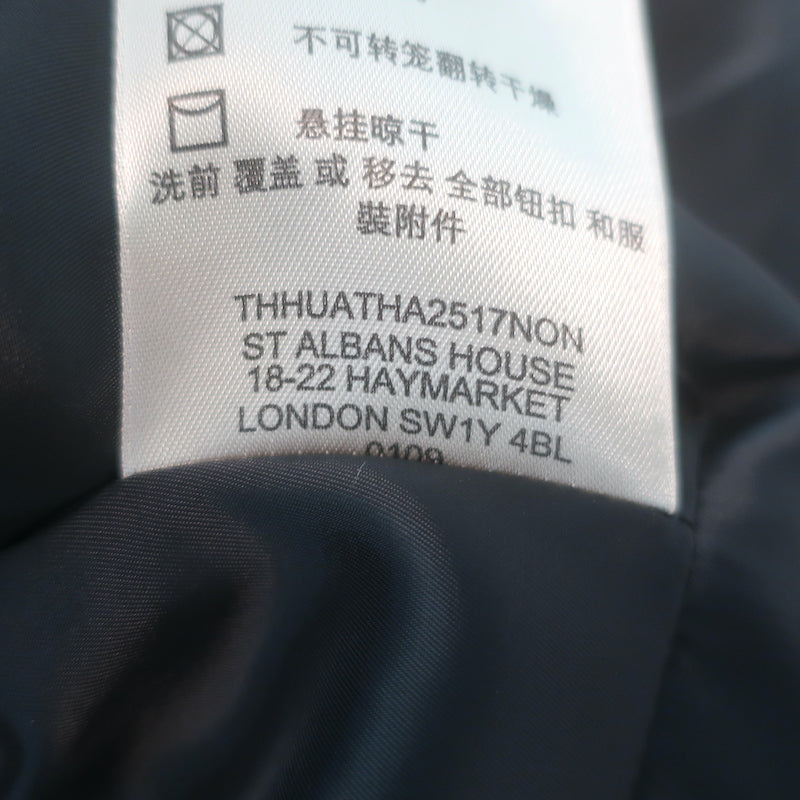 不可转笼翻转干燥
悬挂晾干
洗前 覆盖 或 移去 全部钮扣 和服
裝附件
THHUATHA2517NON
ST ALBANS HOUSE
18-22 HAYMARKET
LONDON SW1Y 4BL
0109